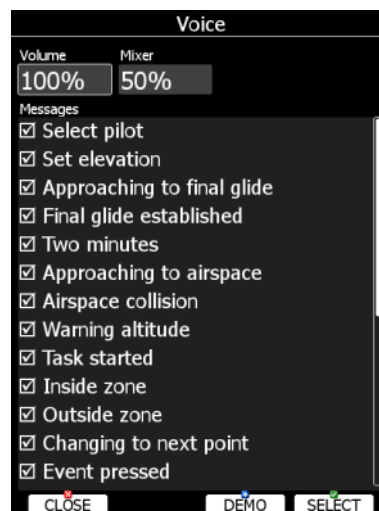 Voice
Volume Mixer
100% 50%
Messages
Select pilot
Set elevation
Approaching to final glide
Final glide established
Two minutes
Approaching to airspace
Airspace collision
Warning altitude
Task started
Inside zone
Outside zone
Changing to next point
Event pressed
CLOSE DEMO SELECT